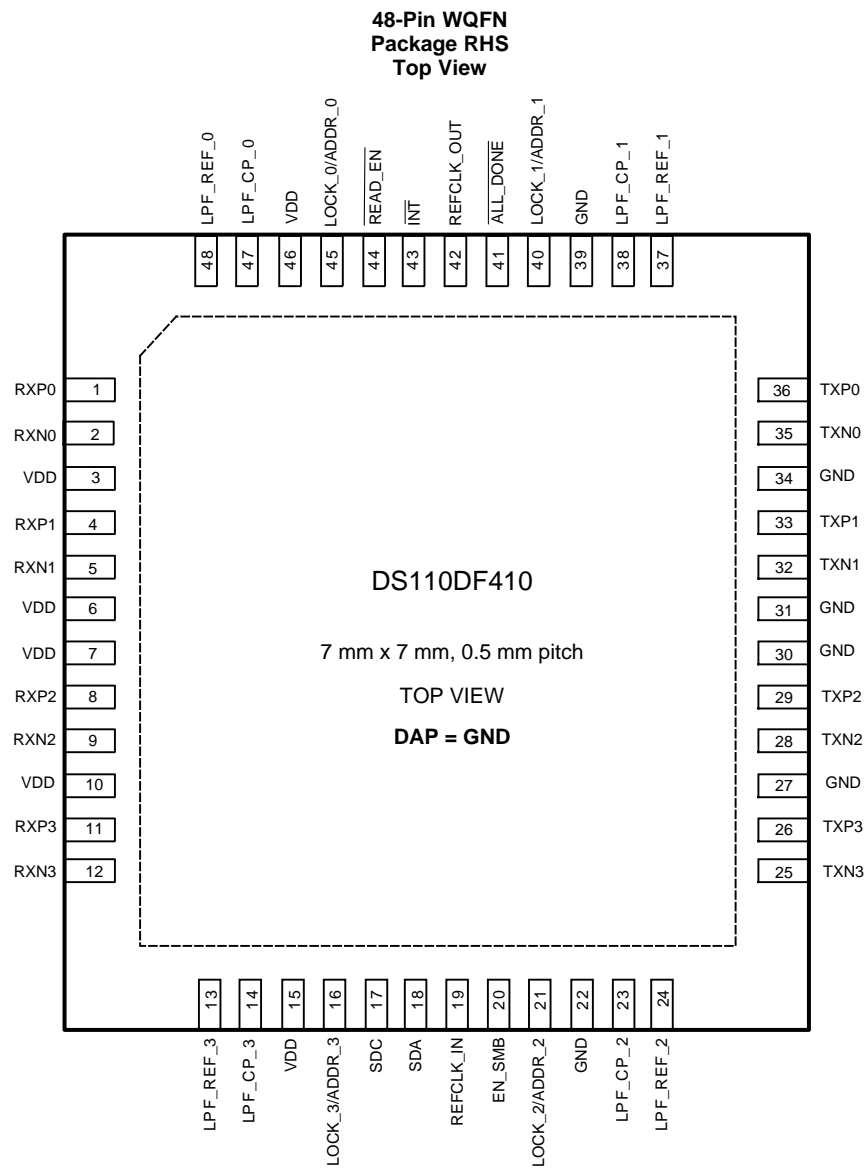 48-Pin WQFN
Package RHS
Top View
LPF_REF_0
LPF_CP_0
VDD
LOCK_0/ADDR_0
READ_EN
INT
REFCLK_OUT
ALL_DONE
LOCK_1/ADDR_1
GND
LPF_CP_1
LPF_REF_1
48
47
46
45
44
43
42
41
40
39
38
37
RXP0 1
36 TXP0
RXN0 2
35 TXN0
VDD 3
34 GND
RXP1 4
33 TXP1
RXN1 5
32 TXN1
VDD 6
31 GND
VDD 7
30 GND
RXP2 8
29 TXP2
RXN2 9
28 TXN2
VDD 10
27 GND
RXP3 11
26 TXP3
RXN3 12
25 TXN3
DS110DF410
7 mm x 7 mm, 0.5 mm pitch
TOP VIEW
DAP = GND
13
14
15
16
17
18
19
20
21
22
23
24
LPF_REF_3
LPF_CP_3
VDD
LOCK_3/ADDR_3
SDC
SDA
REFCLK_IN
EN_SMB
LOCK_2/ADDR_2
GND
LPF_CP_2
LPF_REF_2